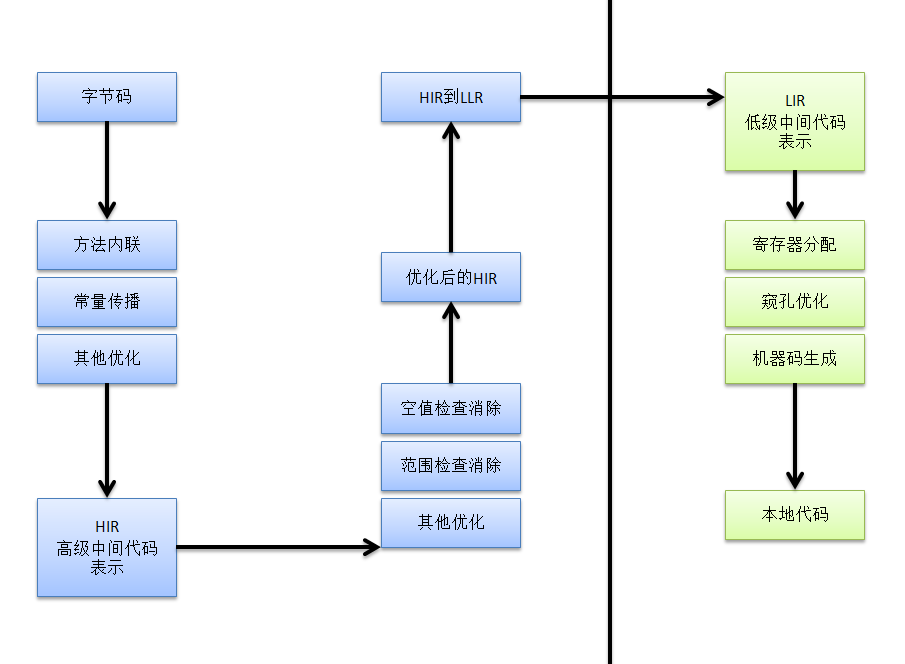 字节码
方法内联
常量传播
其他优化
HIR
高级中间代码
表示
HIR到LLR
优化后的HIR
空值检查消除
范围检查消除
其他优化
LIR
低级中间代码
表示
寄存器分配
窥孔优化
机器码生成
本地代码